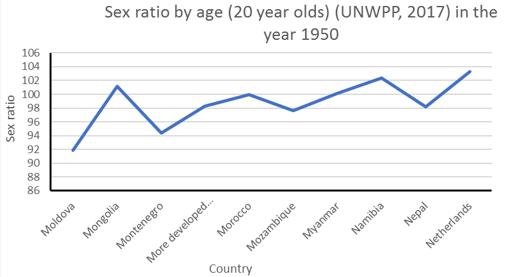 Sex ratio by age (20 year olds) (UNWPP, 2017) in the
year 1950
106
104
102
100
98
96
94
92
90
88
86
Sex ratio
Moldova
Mongolia
Montenegro
More developed...
Morocco
Mozambique
Myanmar
Namibia
Nepal
Netherlands
Country